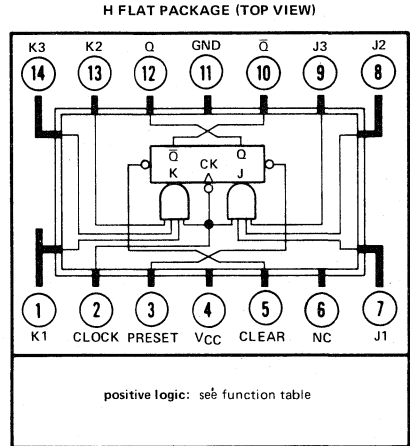 H FLAT PACKAGE (TOP VIEW)
K3 K2 Q GND Q̄ J3 J2
14 13 12 11 10 9 8
Q̄ Q
CK
K J
1 2 3 4 5 6 7
K1 CLOCK PRESET VCC CLEAR NC J1
positive logic: see function table